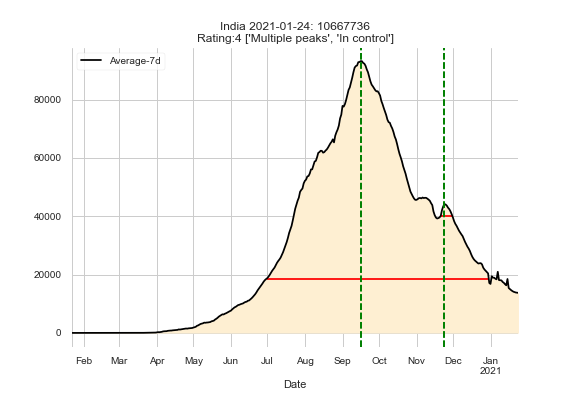 India 2021-01-24: 10667736
Rating:4 ['Multiple peaks', 'In control']
Average-7d
80000
60000
40000
20000
0
Feb Mar Apr May Jun Jul Aug Sep Oct Nov Dec Jan
2021
Date